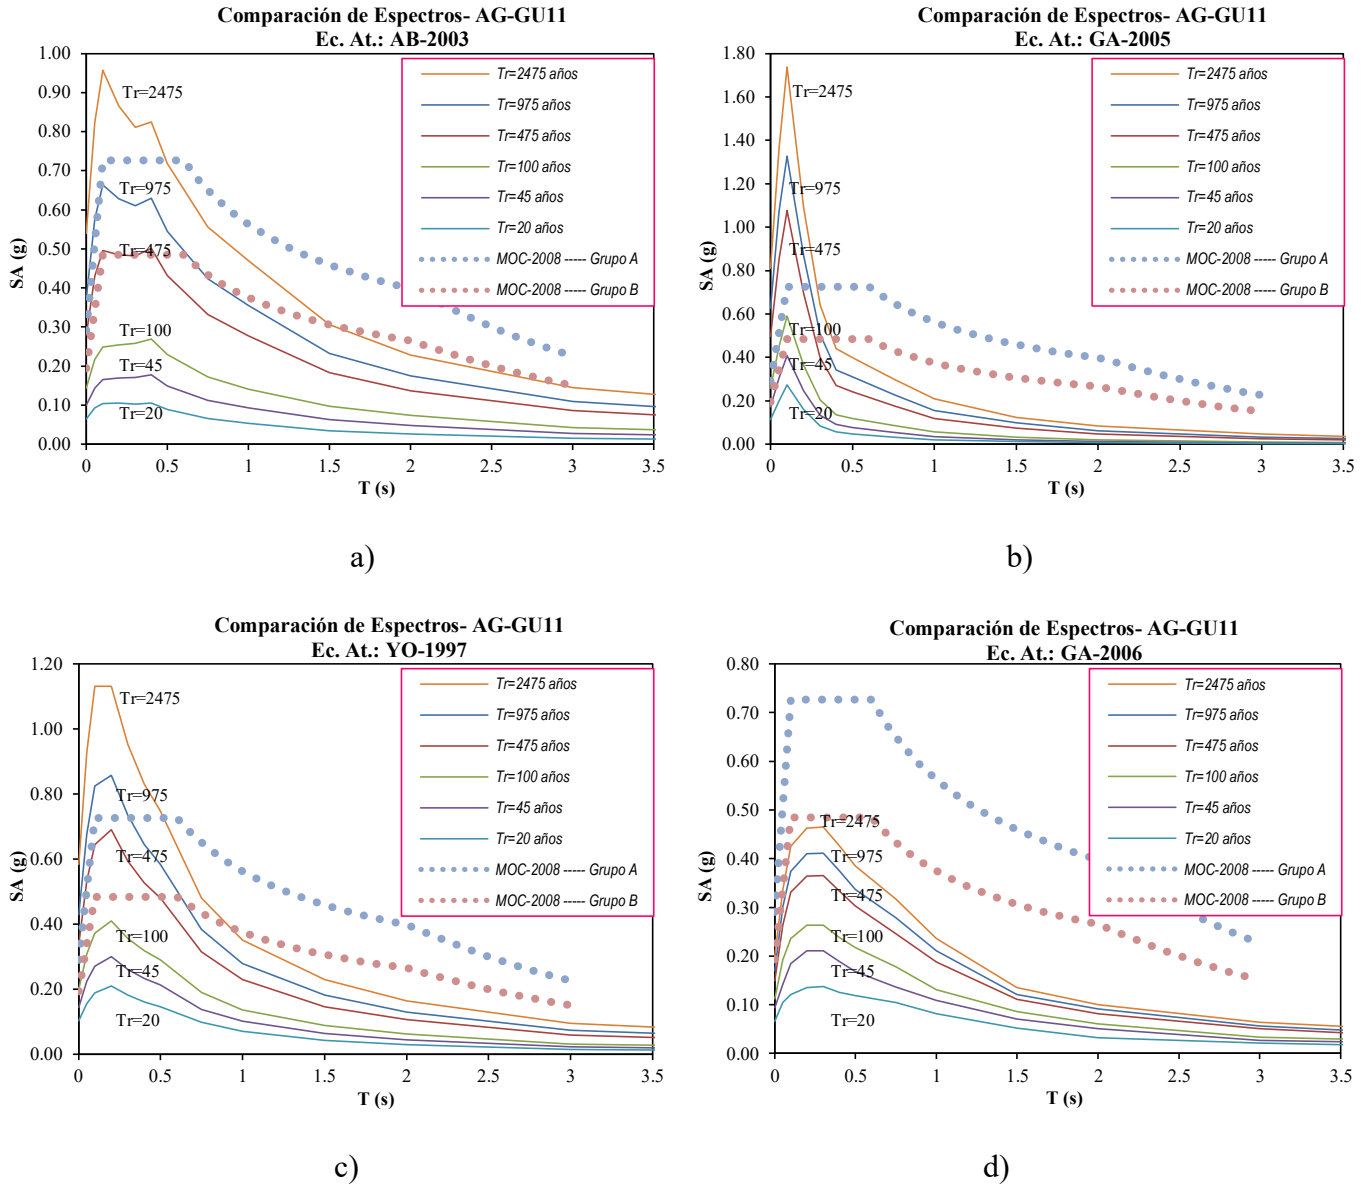 Comparación de Espectros- AG-GU11
Ec. At.: AB-2003
SA (g)
1.00
0.90
0.80
0.70
0.60
0.50
0.40
0.30
0.20
0.10
0.00
Tr=2475
Tr=975
Tr=475
Tr=100
Tr=45
Tr=20
Tr=2475 años
Tr=975 años
Tr=475 años
Tr=100 años
Tr=45 años
Tr=20 años
MOC-2008 ----- Grupo A
MOC-2008 ----- Grupo B
0 0.5 1 1.5 2 2.5 3 3.5
T (s)
a)
Comparación de Espectros- AG-GU11
Ec. At.: GA-2005
SA (g)
1.80
1.60
1.40
1.20
1.00
0.80
0.60
0.40
0.20
0.00
Tr=2475
Tr=975
Tr=475
Tr=100
Tr=45
Tr=20
Tr=2475 años
Tr=975 años
Tr=475 años
Tr=100 años
Tr=45 años
Tr=20 años
MOC-2008 ----- Grupo A
MOC-2008 ----- Grupo B
0 0.5 1 1.5 2 2.5 3 3.5
T (s)
b)
Comparación de Espectros- AG-GU11
Ec. At.: YO-1997
SA (g)
1.20
1.00
0.80
0.60
0.40
0.20
0.00
Tr=2475
Tr=975
Tr=475
Tr=100
Tr=45
Tr=20
Tr=2475 años
Tr=975 años
Tr=475 años
Tr=100 años
Tr=45 años
Tr=20 años
MOC-2008 ----- Grupo A
MOC-2008 ----- Grupo B
0 0.5 1 1.5 2 2.5 3 3.5
T (s)
c)
Comparación de Espectros- AG-GU11
Ec. At.: GA-2006
SA (g)
0.80
0.70
0.60
0.50
0.40
0.30
0.20
0.10
0.00
Tr=2475
Tr=975
Tr=475
Tr=100
Tr=45
Tr=20
Tr=2475 años
Tr=975 años
Tr=475 años
Tr=100 años
Tr=45 años
Tr=20 años
MOC-2008 ----- Grupo A
MOC-2008 ----- Grupo B
0 0.5 1 1.5 2 2.5 3 3.5
T (s)
d)